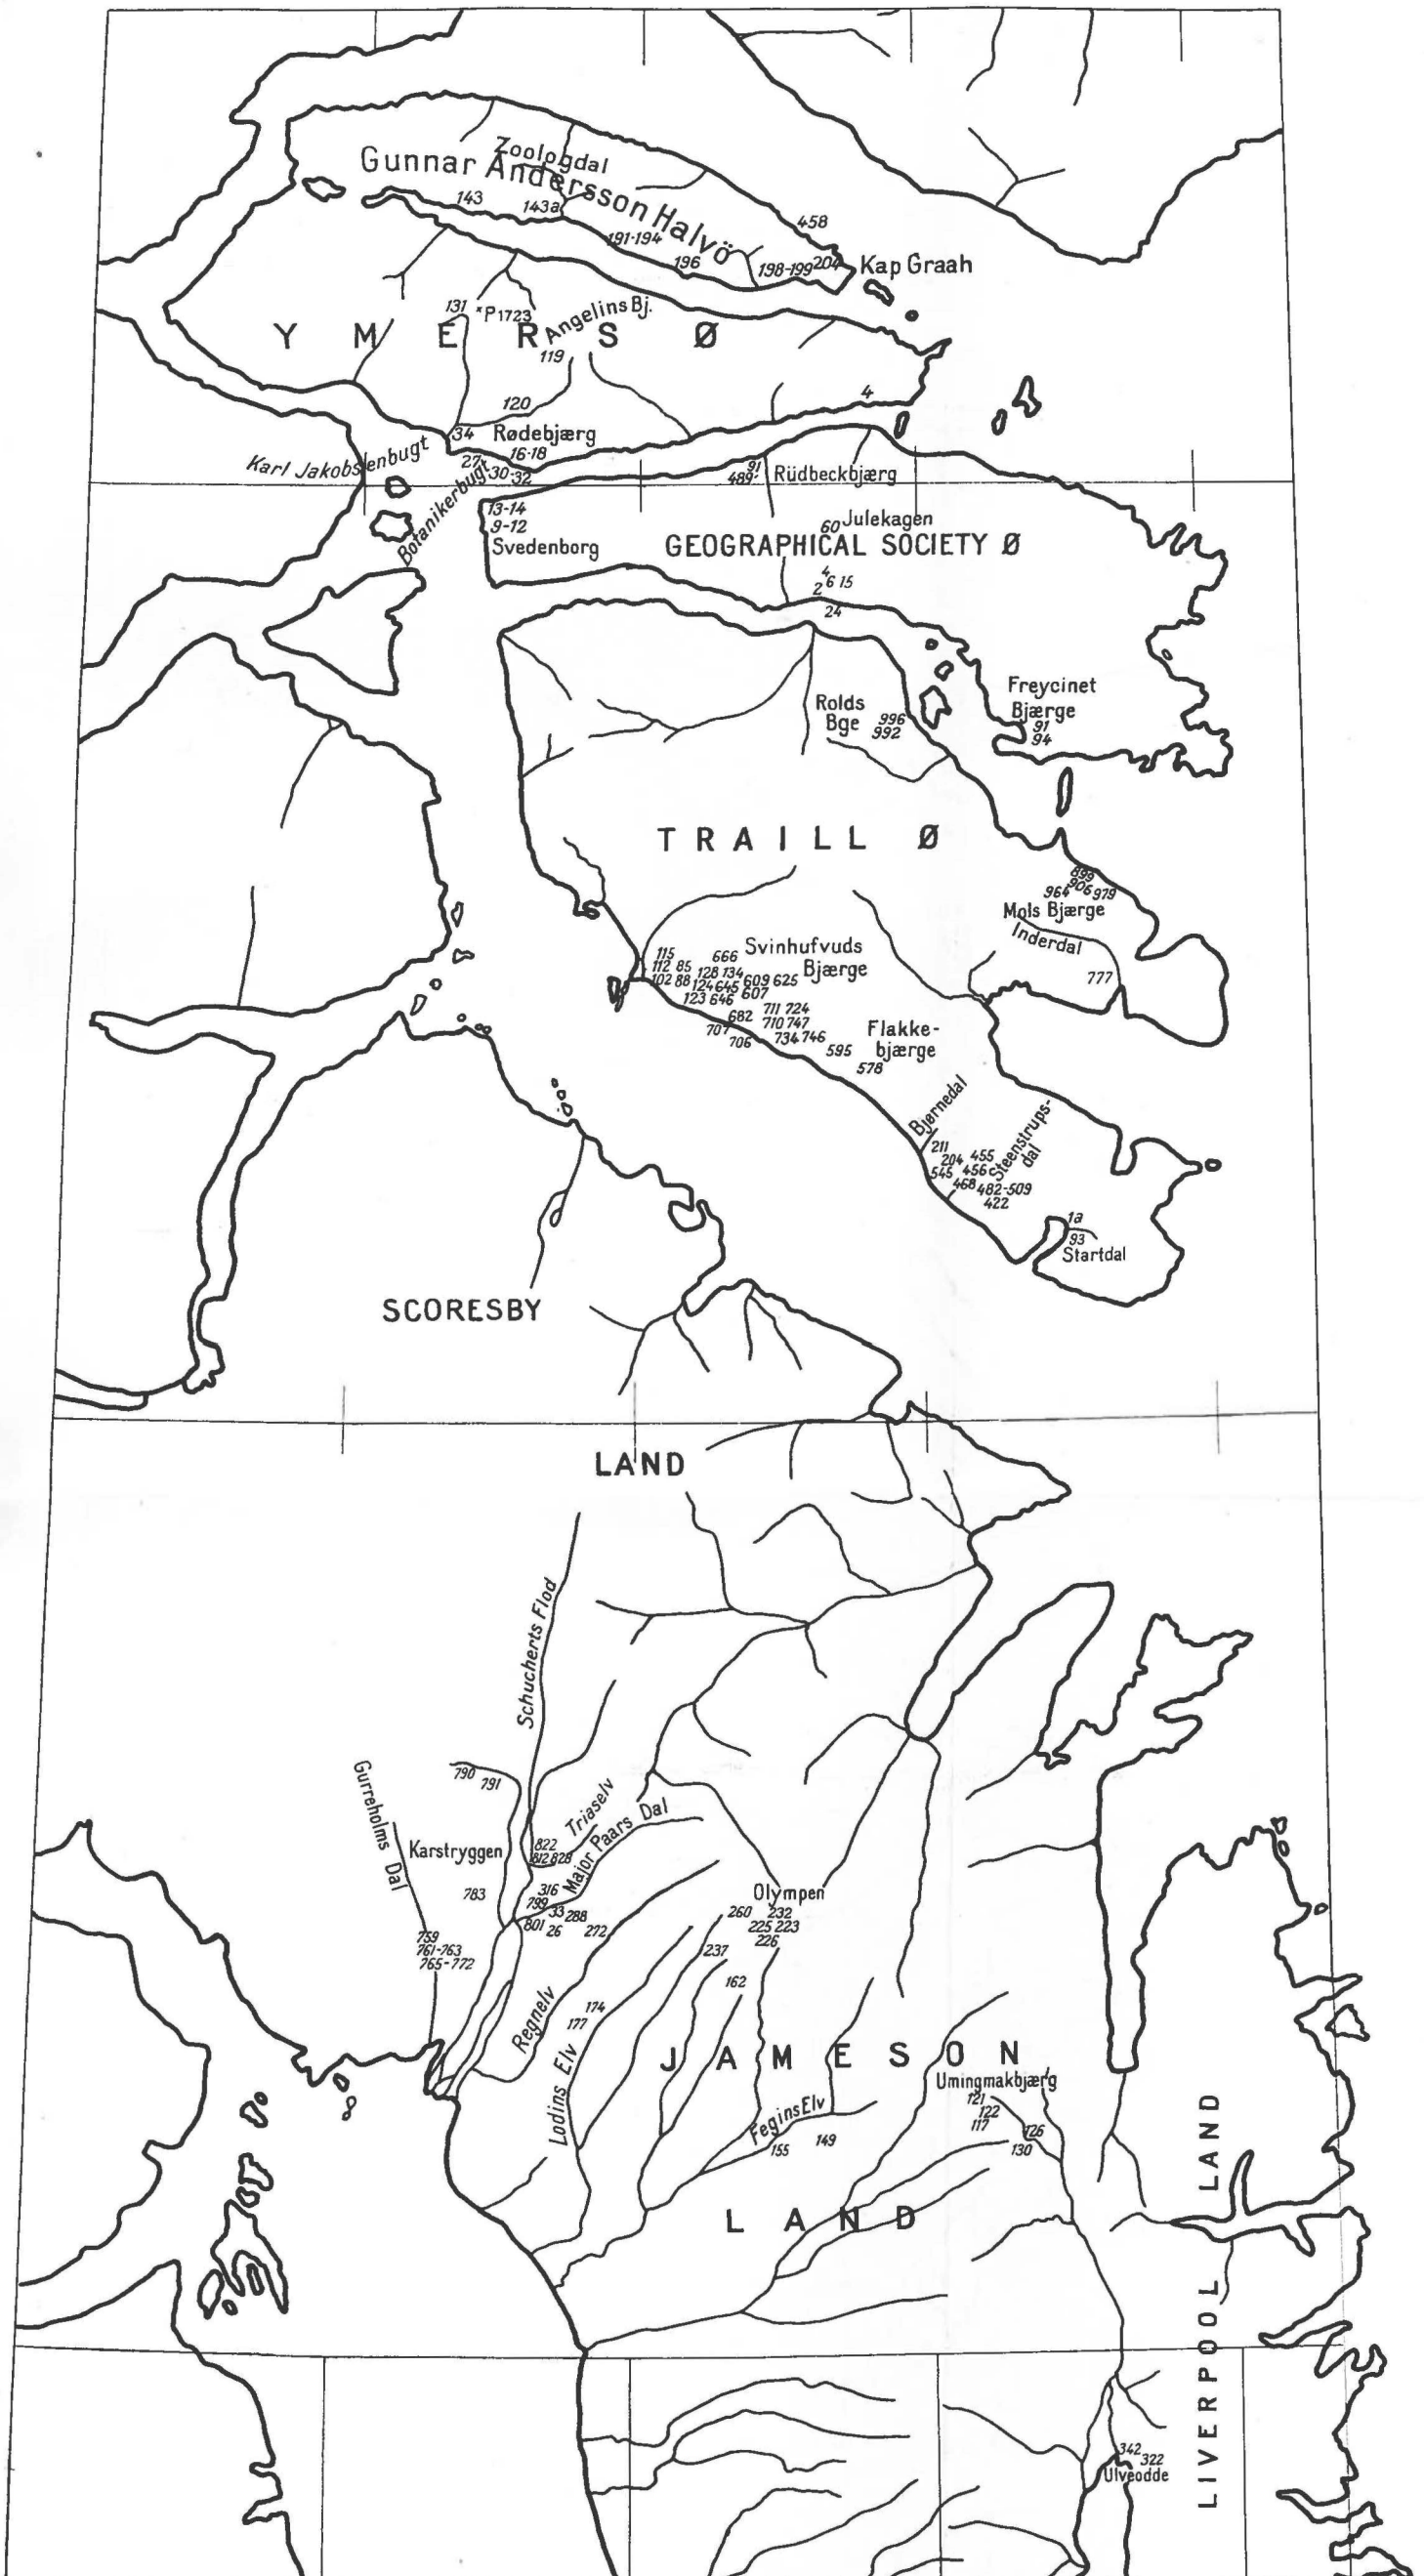 Zoologdal
Gunnar Andersson Halvö
143
143a
458
191-194
196
198-199
204
Kap Graah
131
*P1723
Angelins Bj.
YMERS Ø
119
120
4
34
Rødebjærg
16-18
Karl Jakobsenbugt
27
30-32
Botanikerbugt
91
489-
Rüdbeckbjærg
13-14
9-12
Svedenborg
60
Julekagen
GEOGRAPHICAL SOCIETY Ø
4
2 6 15
24
Freycinet
Bjærge
91
94
Rolds
Bge
996
992
TRAILL Ø
899
964 906 979
Mols Bjærge
Inderdal
777
115
112 85
102 88
666
128 134
124 645 609 625
123 646 607
Svinhufvuds
Bjærge
682
711 724
707
710 747
706
734 746
595
578
Flakke-
bjærge
Bjørnedal
Steenstrups-
dal
211
204 455
545 456
468 482-509
422
1a
93
Startdal
SCORESBY
LAND
Schucherts Flod
790
791
Gurreholms Dal
Karstryggen
Triaselv
Major Paars Dal
822
812 828
783
316
799
33 288
801 26 272
759
761-763
765-772
Olympen
260 232
225 223
226
237
162
Regnelv
174
177
Lodins Elv
JAMESON
Umingmakbjærg
121
122
117
126
130
Fegins Elv
155
149
LAND
LIVERPOOL LAND
342
322
Ulveodde